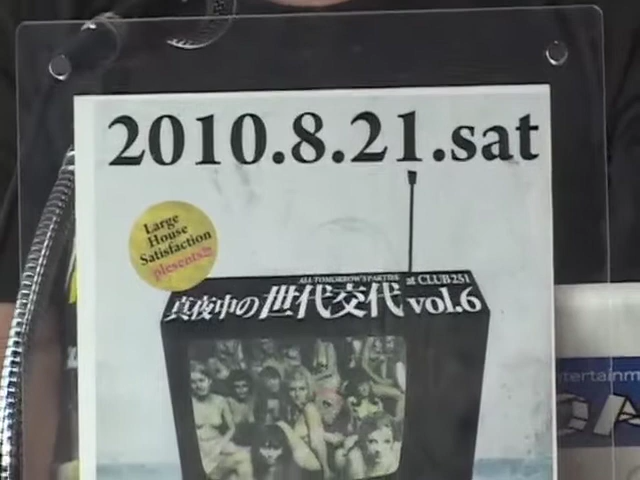 2010.8.21.sat
Large
House
Satisfaction
plesents
ALL TOMORROW'S PARTIES at CLUB251
真夜中の世代交代 vol.6
tertainm